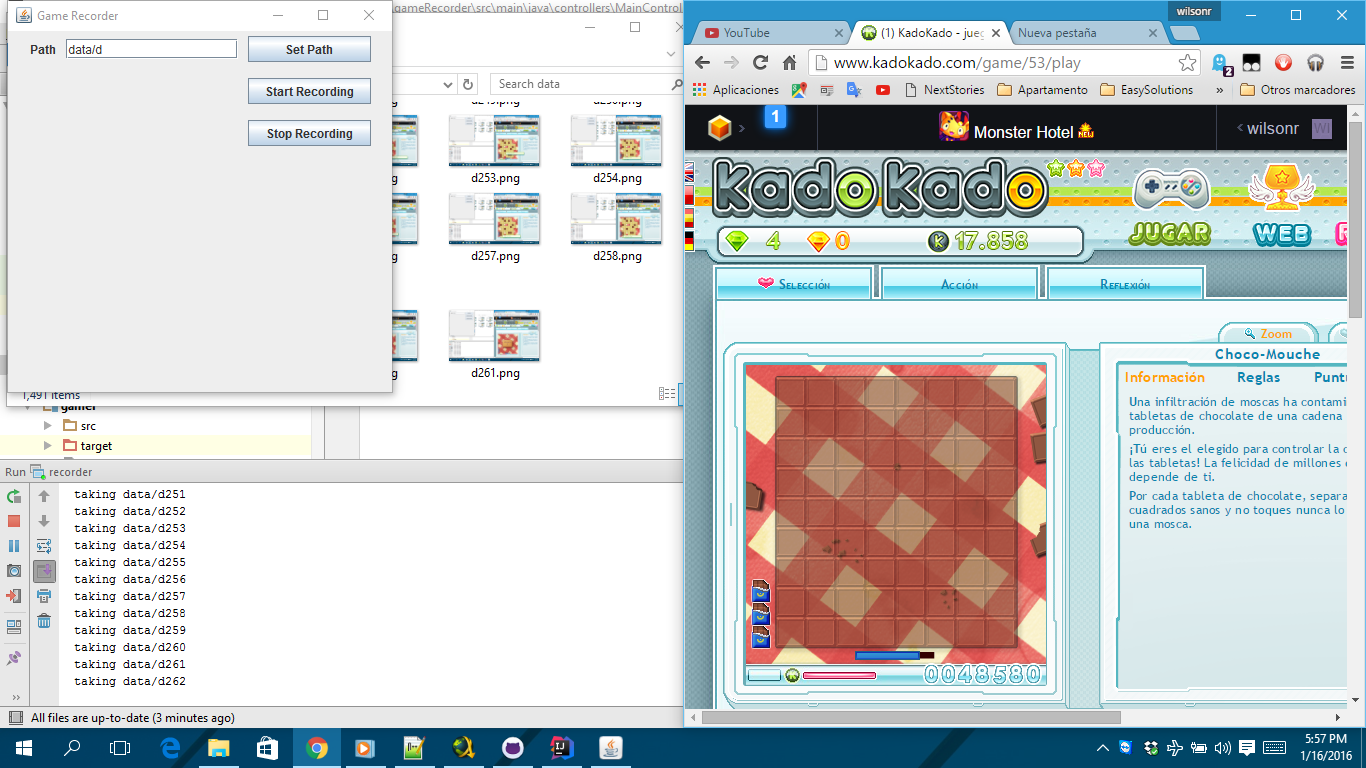 Game Recorder
.gameRecorder\src\main\java\controllers\MainControl
Path
data/d
Set Path
Start Recording
Stop Recording
Search data
d253.png
d254.png
d257.png
d258.png
d261.png
1,491 items
gamer
src
target
Run
recorder
taking data/d251
taking data/d252
taking data/d253
taking data/d254
taking data/d255
taking data/d256
taking data/d257
taking data/d258
taking data/d259
taking data/d260
taking data/d261
taking data/d262
All files are up-to-date (3 minutes ago)
wilsonr
YouTube
(1) KadoKado - jueg
Nueva pestaña
www.kadokado.com/game/53/play
2
Aplicaciones
NextStories
Apartamento
EasySolutions
»
Otros marcadores
1
Monster Hotel
NEW
wilsonr
WI
KadoKado
4
0
K
17.858
JUGAR
WEB
Selección
Acción
Reflexión
Zoom
Choco-Mouche
Información
Reglas
Puntu
Una infiltración de moscas ha contami
tabletas de chocolate de una cadena
producción.
¡Tú eres el elegido para controlar la c
las tabletas! La felicidad de millones
depende de ti.
Por cada tableta de chocolate, separa
cuadrados sanos y no toques nunca lo
una mosca.
0048580
5:57 PM
1/16/2016